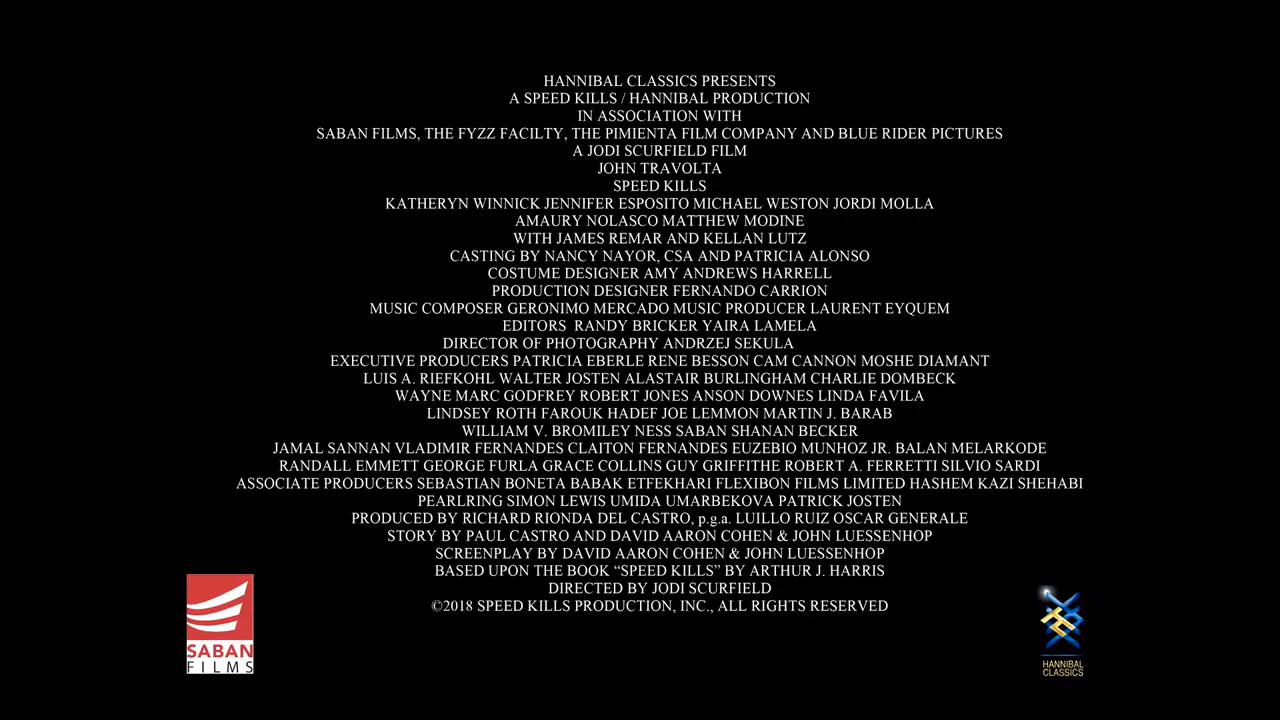 HANNIBAL CLASSICS PRESENTS
A SPEED KILLS / HANNIBAL PRODUCTION
IN ASSOCIATION WITH
SABAN FILMS, THE FYZZ FACILTY, THE PIMIENTA FILM COMPANY AND BLUE RIDER PICTURES
A JODI SCURFIELD FILM
JOHN TRAVOLTA
SPEED KILLS
KATHERYN WINNICK JENNIFER ESPOSITO MICHAEL WESTON JORDI MOLLA
AMAURY NOLASCO MATTHEW MODINE
WITH JAMES REMAR AND KELLAN LUTZ
CASTING BY NANCY NAYOR, CSA AND PATRICIA ALONSO
COSTUME DESIGNER AMY ANDREWS HARRELL
PRODUCTION DESIGNER FERNANDO CARRION
MUSIC COMPOSER GERONIMO MERCADO MUSIC PRODUCER LAURENT EYQUEM
EDITORS RANDY BRICKER YAIRA LAMELA
DIRECTOR OF PHOTOGRAPHY ANDRZEJ SEKULA
EXECUTIVE PRODUCERS PATRICIA EBERLE RENE BESSON CAM CANNON MOSHE DIAMANT
LUIS A. RIEFKOHL WALTER JOSTEN ALASTAIR BURLINGHAM CHARLIE DOMBECK
WAYNE MARC GODFREY ROBERT JONES ANSON DOWNES LINDA FAVILA
LINDSEY ROTH FAROUK HADEF JOE LEMMON MARTIN J. BARAB
WILLIAM V. BROMILEY NESS SABAN SHANAN BECKER
JAMAL SANNAN VLADIMIR FERNANDES CLAITON FERNANDES EUZEBIO MUNHOZ JR. BALAN MELARKODE
RANDALL EMMETT GEORGE FURLA GRACE COLLINS GUY GRIFFITHE ROBERT A. FERRETTI SILVIO SARDI
ASSOCIATE PRODUCERS SEBASTIAN BONETA BABAK ETFEKHARI FLEXIBON FILMS LIMITED HASHEM KAZI SHEHABI
PEARLRING SIMON LEWIS UMIDA UMARBEKOVA PATRICK JOSTEN
PRODUCED BY RICHARD RIONDA DEL CASTRO, p.g.a. LUILLO RUIZ OSCAR GENERALE
STORY BY PAUL CASTRO AND DAVID AARON COHEN & JOHN LUESSENHOP
SCREENPLAY BY DAVID AARON COHEN & JOHN LUESSENHOP
BASED UPON THE BOOK “SPEED KILLS” BY ARTHUR J. HARRIS
DIRECTED BY JODI SCURFIELD
©2018 SPEED KILLS PRODUCTION, INC., ALL RIGHTS RESERVED
SABAN
FILMS
HANNIBAL
CLASSICS